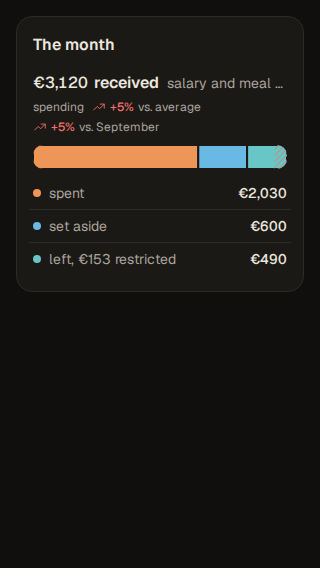 The month
€3,120 received salary and meal ...
spending +5% vs. average
+5% vs. September
spent €2,030
set aside €600
left, €153 restricted €490